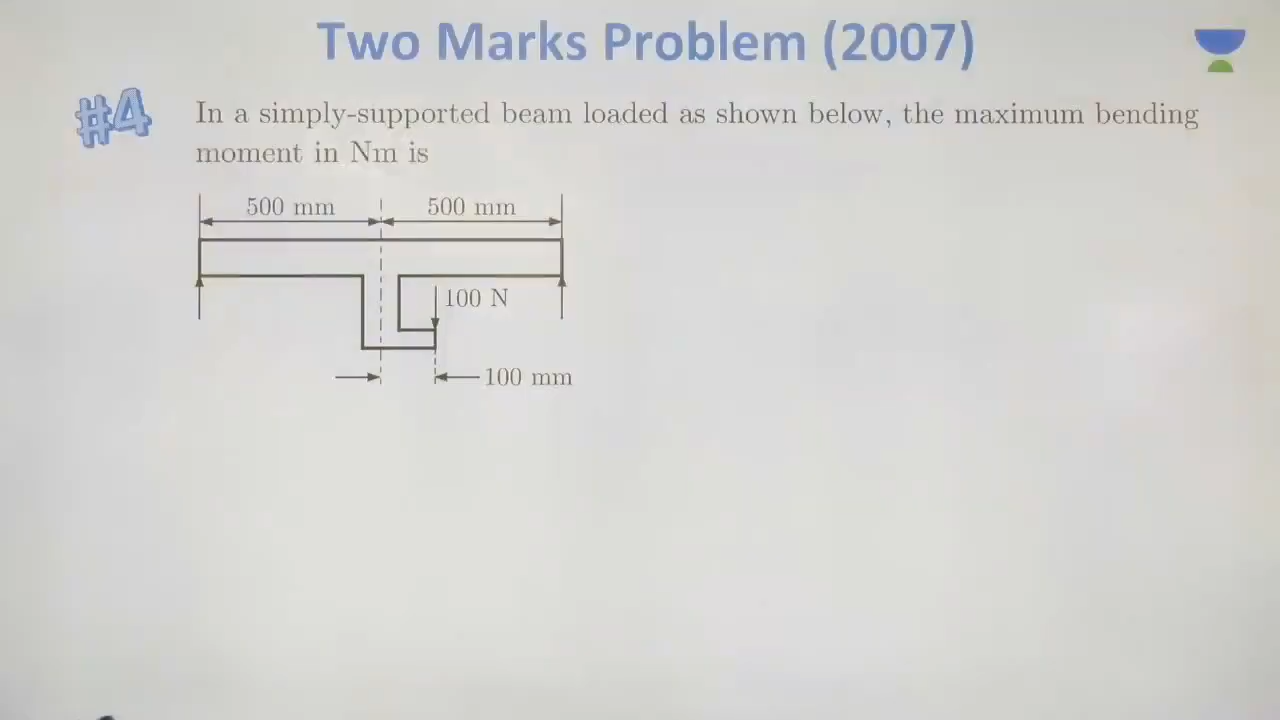 Two Marks Problem (2007)
#4
In a simply-supported beam loaded as shown below, the maximum bending
moment in Nm is
500 mm 500 mm
100 N
100 mm